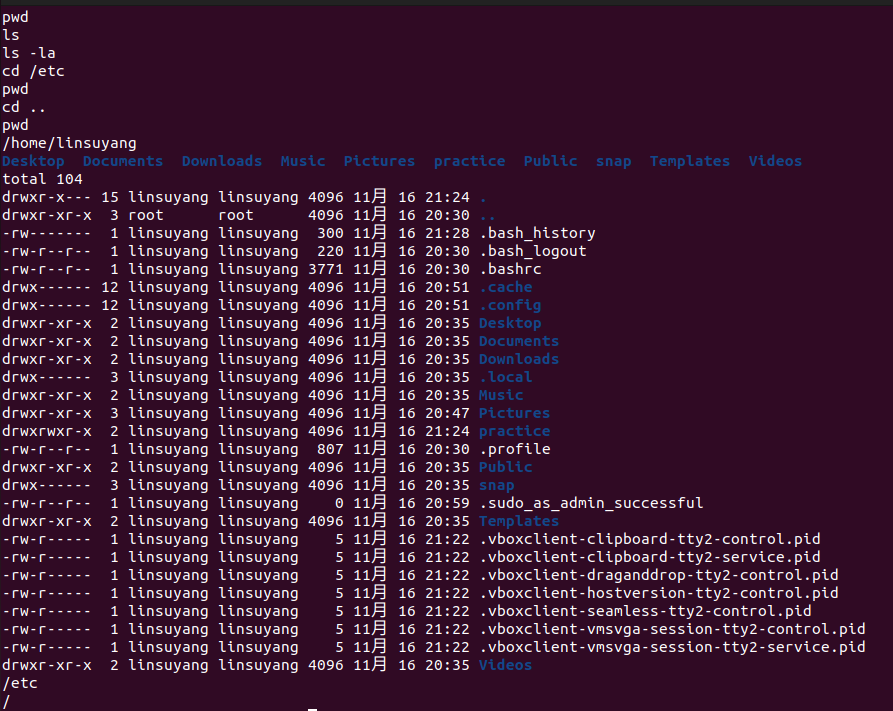 pwd
ls
ls -la
cd /etc
pwd
cd ..
pwd
/home/linsuyang
Desktop  Documents  Downloads  Music  Pictures  practice  Public  snap  Templates  Videos
total 104
drwxr-x--- 15 linsuyang linsuyang 4096 11月 16 21:24 .
drwxr-xr-x  3 root      root      4096 11月 16 20:30 ..
-rw-------  1 linsuyang linsuyang  300 11月 16 21:28 .bash_history
-rw-r--r--  1 linsuyang linsuyang  220 11月 16 20:30 .bash_logout
-rw-r--r--  1 linsuyang linsuyang 3771 11月 16 20:30 .bashrc
drwx------ 12 linsuyang linsuyang 4096 11月 16 20:51 .cache
drwx------ 12 linsuyang linsuyang 4096 11月 16 20:51 .config
drwxr-xr-x  2 linsuyang linsuyang 4096 11月 16 20:35 Desktop
drwxr-xr-x  2 linsuyang linsuyang 4096 11月 16 20:35 Documents
drwxr-xr-x  2 linsuyang linsuyang 4096 11月 16 20:35 Downloads
drwx------  3 linsuyang linsuyang 4096 11月 16 20:35 .local
drwxr-xr-x  2 linsuyang linsuyang 4096 11月 16 20:35 Music
drwxr-xr-x  3 linsuyang linsuyang 4096 11月 16 20:47 Pictures
drwxrwxr-x  2 linsuyang linsuyang 4096 11月 16 21:24 practice
-rw-r--r--  1 linsuyang linsuyang  807 11月 16 20:30 .profile
drwxr-xr-x  2 linsuyang linsuyang 4096 11月 16 20:35 Public
drwx------  3 linsuyang linsuyang 4096 11月 16 20:35 snap
-rw-r--r--  1 linsuyang linsuyang    0 11月 16 20:59 .sudo_as_admin_successful
drwxr-xr-x  2 linsuyang linsuyang 4096 11月 16 20:35 Templates
-rw-r-----  1 linsuyang linsuyang    5 11月 16 21:22 .vboxclient-clipboard-tty2-control.pid
-rw-r-----  1 linsuyang linsuyang    5 11月 16 21:22 .vboxclient-clipboard-tty2-service.pid
-rw-r-----  1 linsuyang linsuyang    5 11月 16 21:22 .vboxclient-draganddrop-tty2-control.pid
-rw-r-----  1 linsuyang linsuyang    5 11月 16 21:22 .vboxclient-hostversion-tty2-control.pid
-rw-r-----  1 linsuyang linsuyang    5 11月 16 21:22 .vboxclient-seamless-tty2-control.pid
-rw-r-----  1 linsuyang linsuyang    5 11月 16 21:22 .vboxclient-vmsvga-session-tty2-control.pid
-rw-r-----  1 linsuyang linsuyang    5 11月 16 21:22 .vboxclient-vmsvga-session-tty2-service.pid
drwxr-xr-x  2 linsuyang linsuyang 4096 11月 16 20:35 Videos
/etc
/